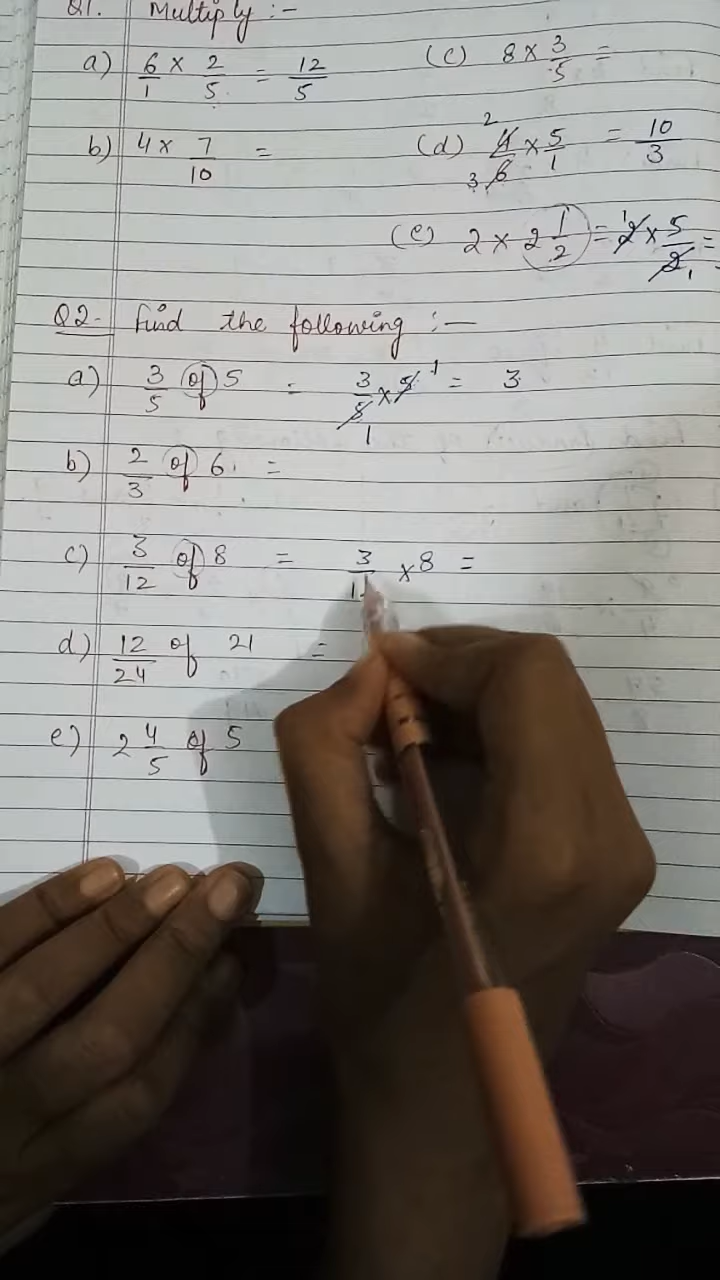 Q1. Multiply :-
a) 6/1 × 2/5 = 12/5 (c) 8 × 3/5 =
b) 4 × 7/10 = (d) 2 4/6 3 × 5/1 = 10/3
(e) 2 × 2 1/2 = 1 2 × 5/2 1 =
Q2- Find the following :-
a) 3/5 of 5 = 3/5 1 × 5 1 = 3
b) 2/3 of 6 =
c) 3/12 of 8 = 3/12 × 8 =
d) 12/24 of 21 =
e) 2 4/5 of 5